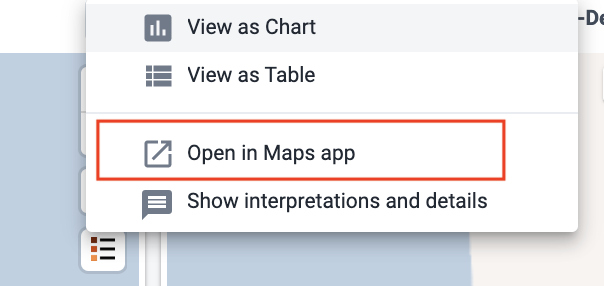 View as Chart
-De
View as Table
Open in Maps app
Show interpretations and details